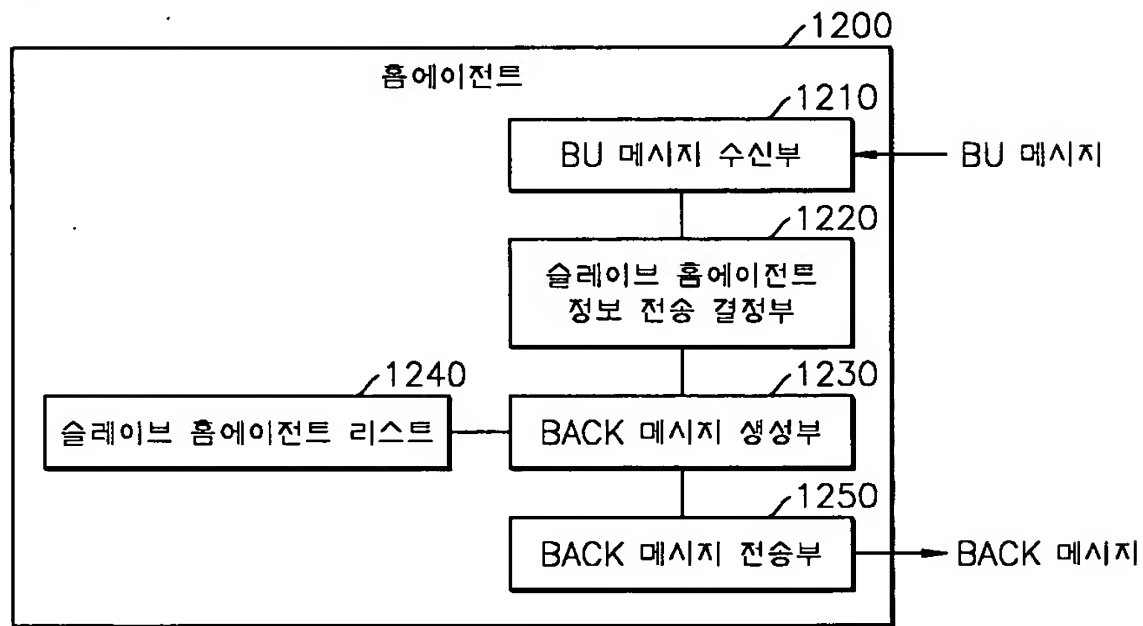 1200
홈에이전트
1210
BU 메시지 수신부
BU 메시지
1220
슬레이브 홈에이전트
정보 전송 결정부
1240
1230
슬레이브 홈에이전트 리스트
BACK 메시지 생성부
1250
BACK 메시지 전송부
BACK 메시지